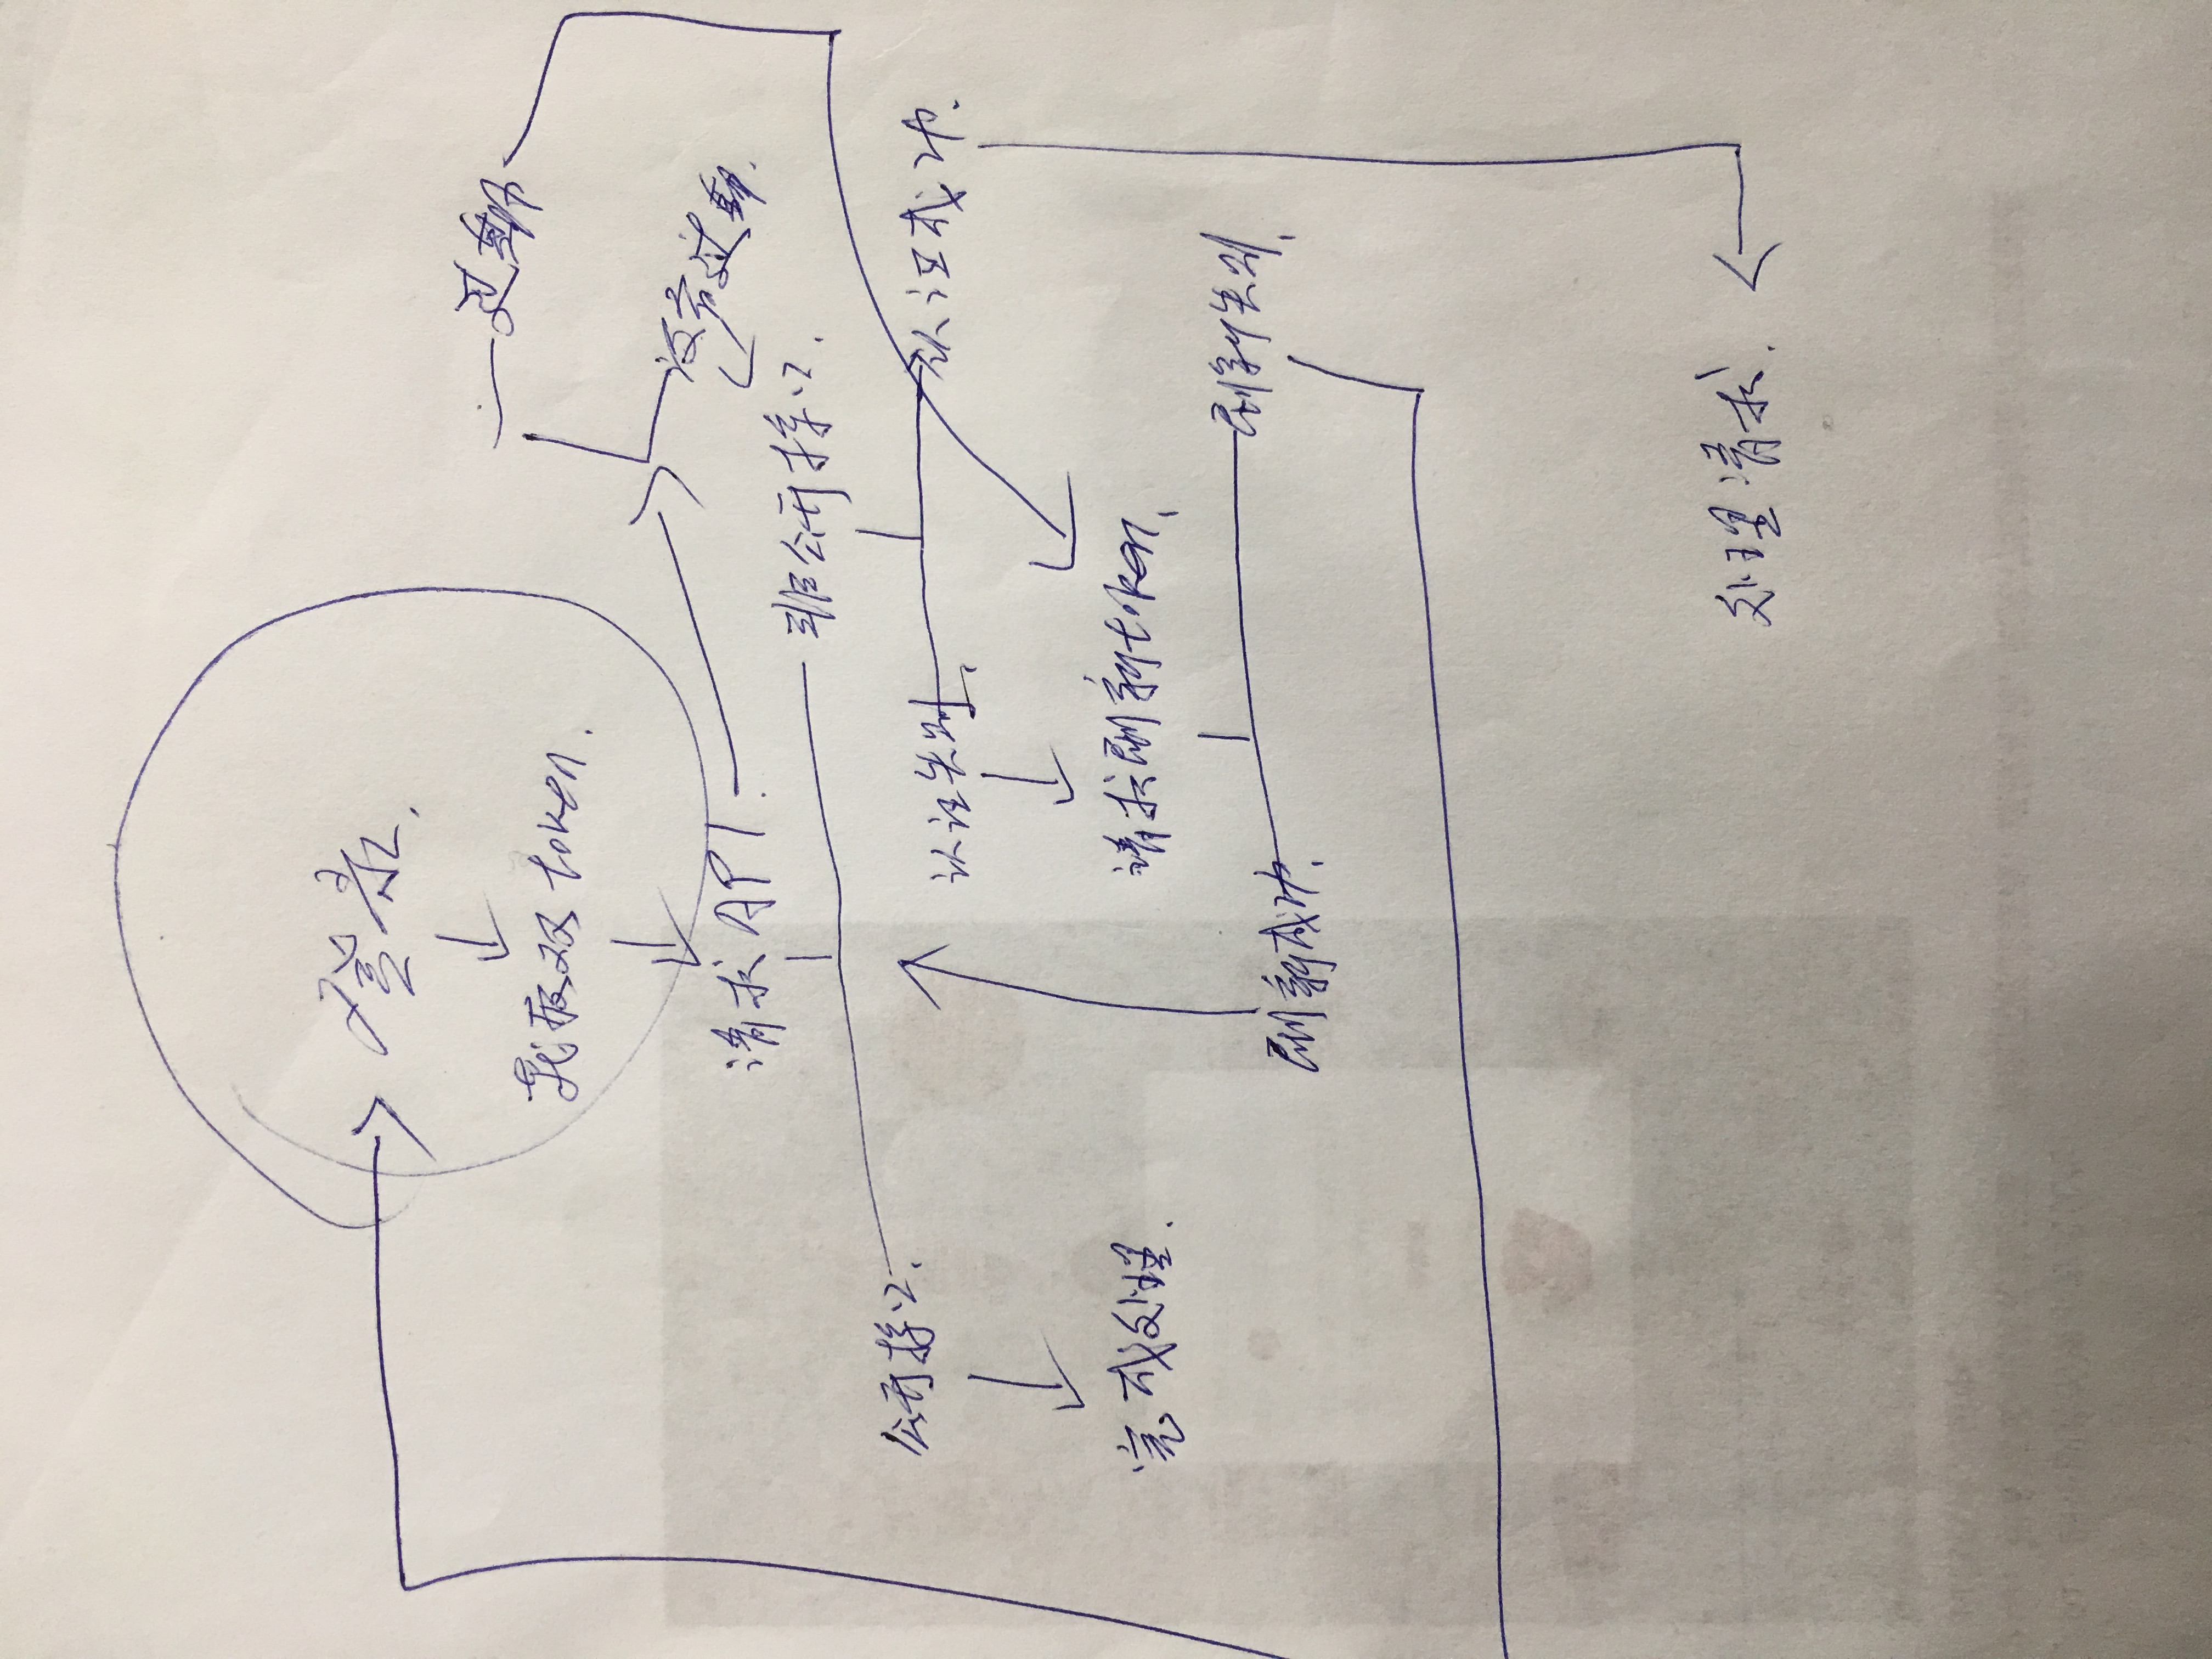 登录.
获取双token.
过期
没有过期.
请求API.
非公开接口.
公开接口.
认证失败.
认证成功.
完成处理.
请求刷新token.
刷新失败.
刷新成功.
处理请求.